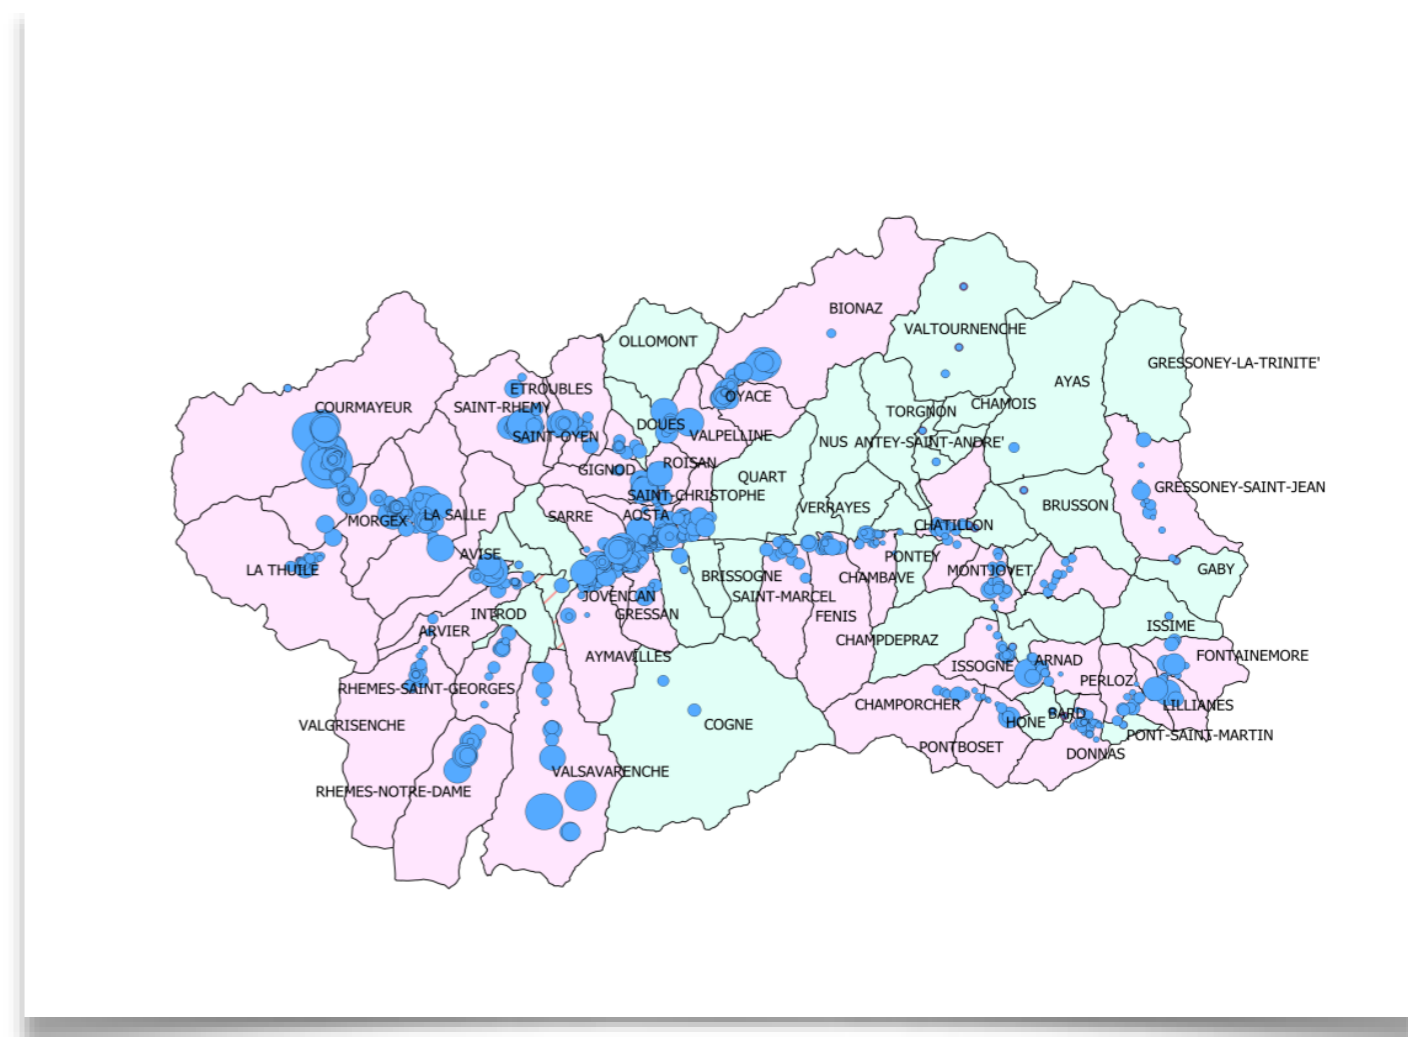 BIONAZ
VALTOURNENCHE
OLLOMONT
GRESSONEY-LA-TRINITE'
AYAS
ETROUBLES
OYACE
CHAMOIS
COURMAYEUR
SAINT-RHEMY
TORGNON
DOUES
SAINT-OYEN
VALPELLINE
NUS
ANTEY-SAINT-ANDRE'
ROISAN
GIGNOD
QUART
GRESSONEY-SAINT-JEAN
SAINT-CHRISTOPHE
BRUSSON
VERRAYES
LA SALLE
SARRE
AOSTA
MORGEX
CHATILLON
AVISE
PONTEY
LA THUILE
GABY
MONTJOVET
BRISSOGNE
CHAMBAVE
JOVENCAN
SAINT-MARCEL
INTROD
GRESSAN
FENIS
ISSIME
ARVIER
CHAMPDEPRAZ
AYMAVILLES
FONTAINEMORE
ARNAD
ISSOGNE
PERLOZ
RHEMES-SAINT-GEORGES
CHAMPORCHER
LILLIANES
BARD
VALGRISENCHE
COGNE
HONE
PONT-SAINT-MARTIN
PONTBOSET
DONNAS
VALSAVARENCHE
RHEMES-NOTRE-DAME